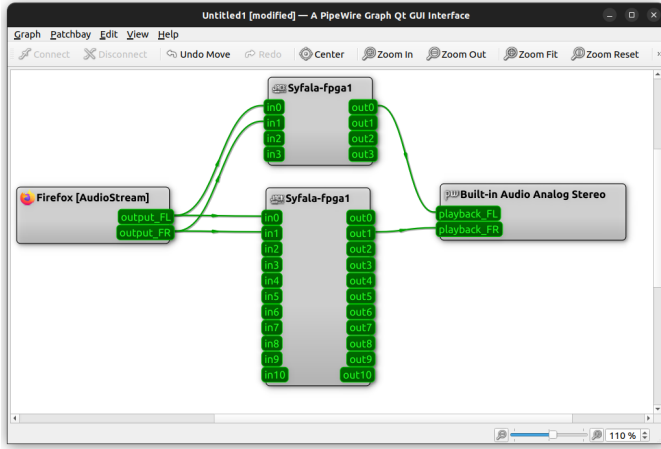 Untitled1 [modified] — A PipeWire Graph Qt GUI Interface
Graph Patchbay Edit View Help
Connect Disconnect Undo Move Redo Center Zoom In Zoom Out Zoom Fit Zoom Reset
Syfala-fpga1
in0 out0
in1 out1
in2 out2
in3 out3
Firefox [AudioStream]
output_FL
output_FR
Syfala-fpga1
in0 out0
in1 out1
in2 out2
in3 out3
in4 out4
in5 out5
in6 out6
in7 out7
in8 out8
in9 out9
in10 out10
Built-in Audio Analog Stereo
playback_FL
playback_FR
110 %